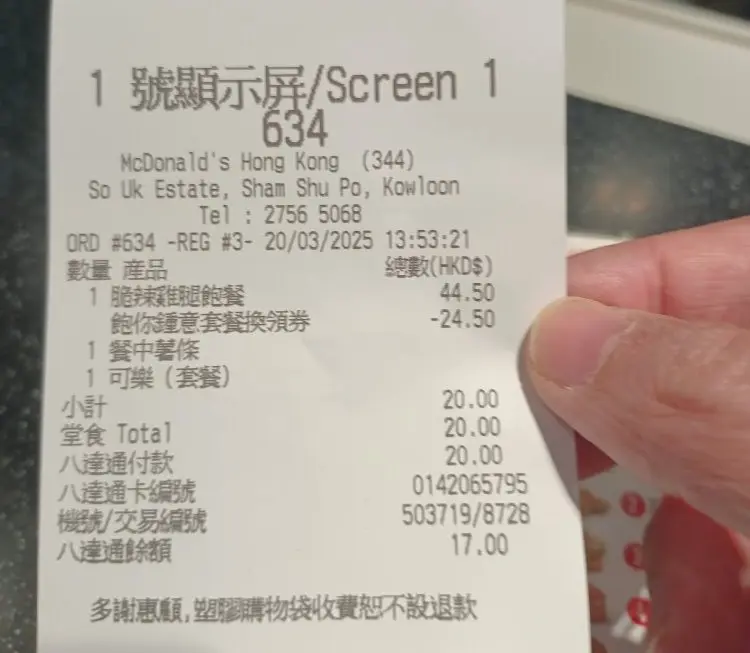 1 號顯示屏/Screen 1
634
McDonald's Hong Kong (344)
So Uk Estate, Sham Shu Po, Kowloon
Tel : 2756 5068
ORD #634 -REG #3- 20/03/2025 13:53:21
數量 產品 總數(HKD$)
1 脆辣雞腿飽餐 44.50
飽你鍾意套餐換領券 -24.50
1 餐中薯條
1 可樂 (套餐)
小計 20.00
堂食 Total 20.00
八達通付款 20.00
八達通卡編號 0142065795
機號/交易編號 503719/8728
八達通餘額 17.00
多謝惠顧,塑膠購物袋收費恕不設退款